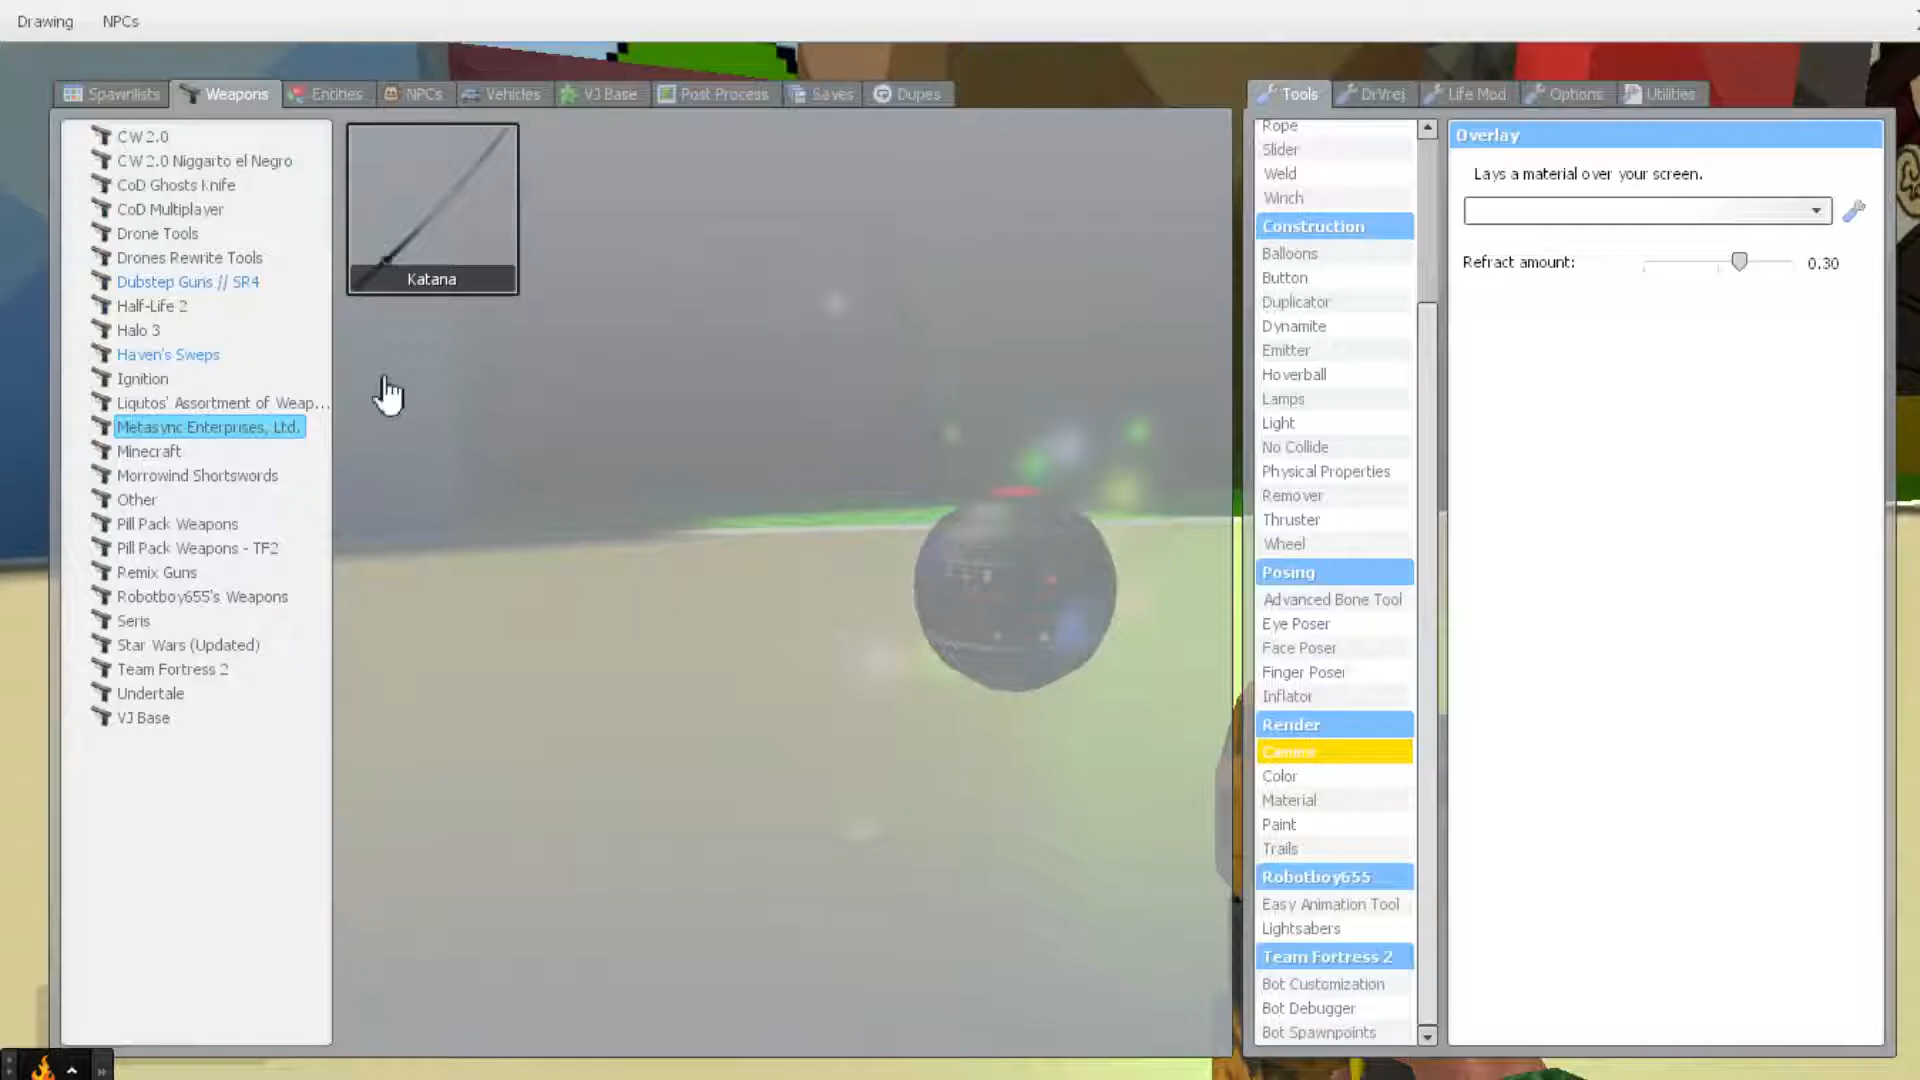 Drawing NPCs
Spawnlists Weapons Entities NPCs Vehicles VJ Base Post Process Saves Dupes
CW 2.0
CW 2.0 Niggarto el Negro
CoD Ghosts Knife
CoD Multiplayer
Drone Tools
Drones Rewrite Tools
Dubstep Guns // SR4
Half-Life 2
Halo 3
Haven's Sweps
Ignition
Liqutos' Assortment of Weap...
Metasync Enterprises, Ltd.
Minecraft
Morrowind Shortswords
Other
Pill Pack Weapons
Pill Pack Weapons - TF2
Remix Guns
Robotboy655's Weapons
Seris
Star Wars (Updated)
Team Fortress 2
Undertale
VJ Base
Katana
Tools DrVrej Life Mod Options Utilities
Rope
Slider
Weld
Winch
Construction
Balloons
Button
Duplicator
Dynamite
Emitter
Hoverball
Lamps
Light
No Collide
Physical Properties
Remover
Thruster
Wheel
Posing
Advanced Bone Tool
Eye Poser
Face Poser
Finger Poser
Inflator
Render
Camera
Color
Material
Paint
Trails
Robotboy655
Easy Animation Tool
Lightsabers
Team Fortress 2
Bot Customization
Bot Debugger
Bot Spawnpoints
Overlay
Lays a material over your screen.
Refract amount: 0.30